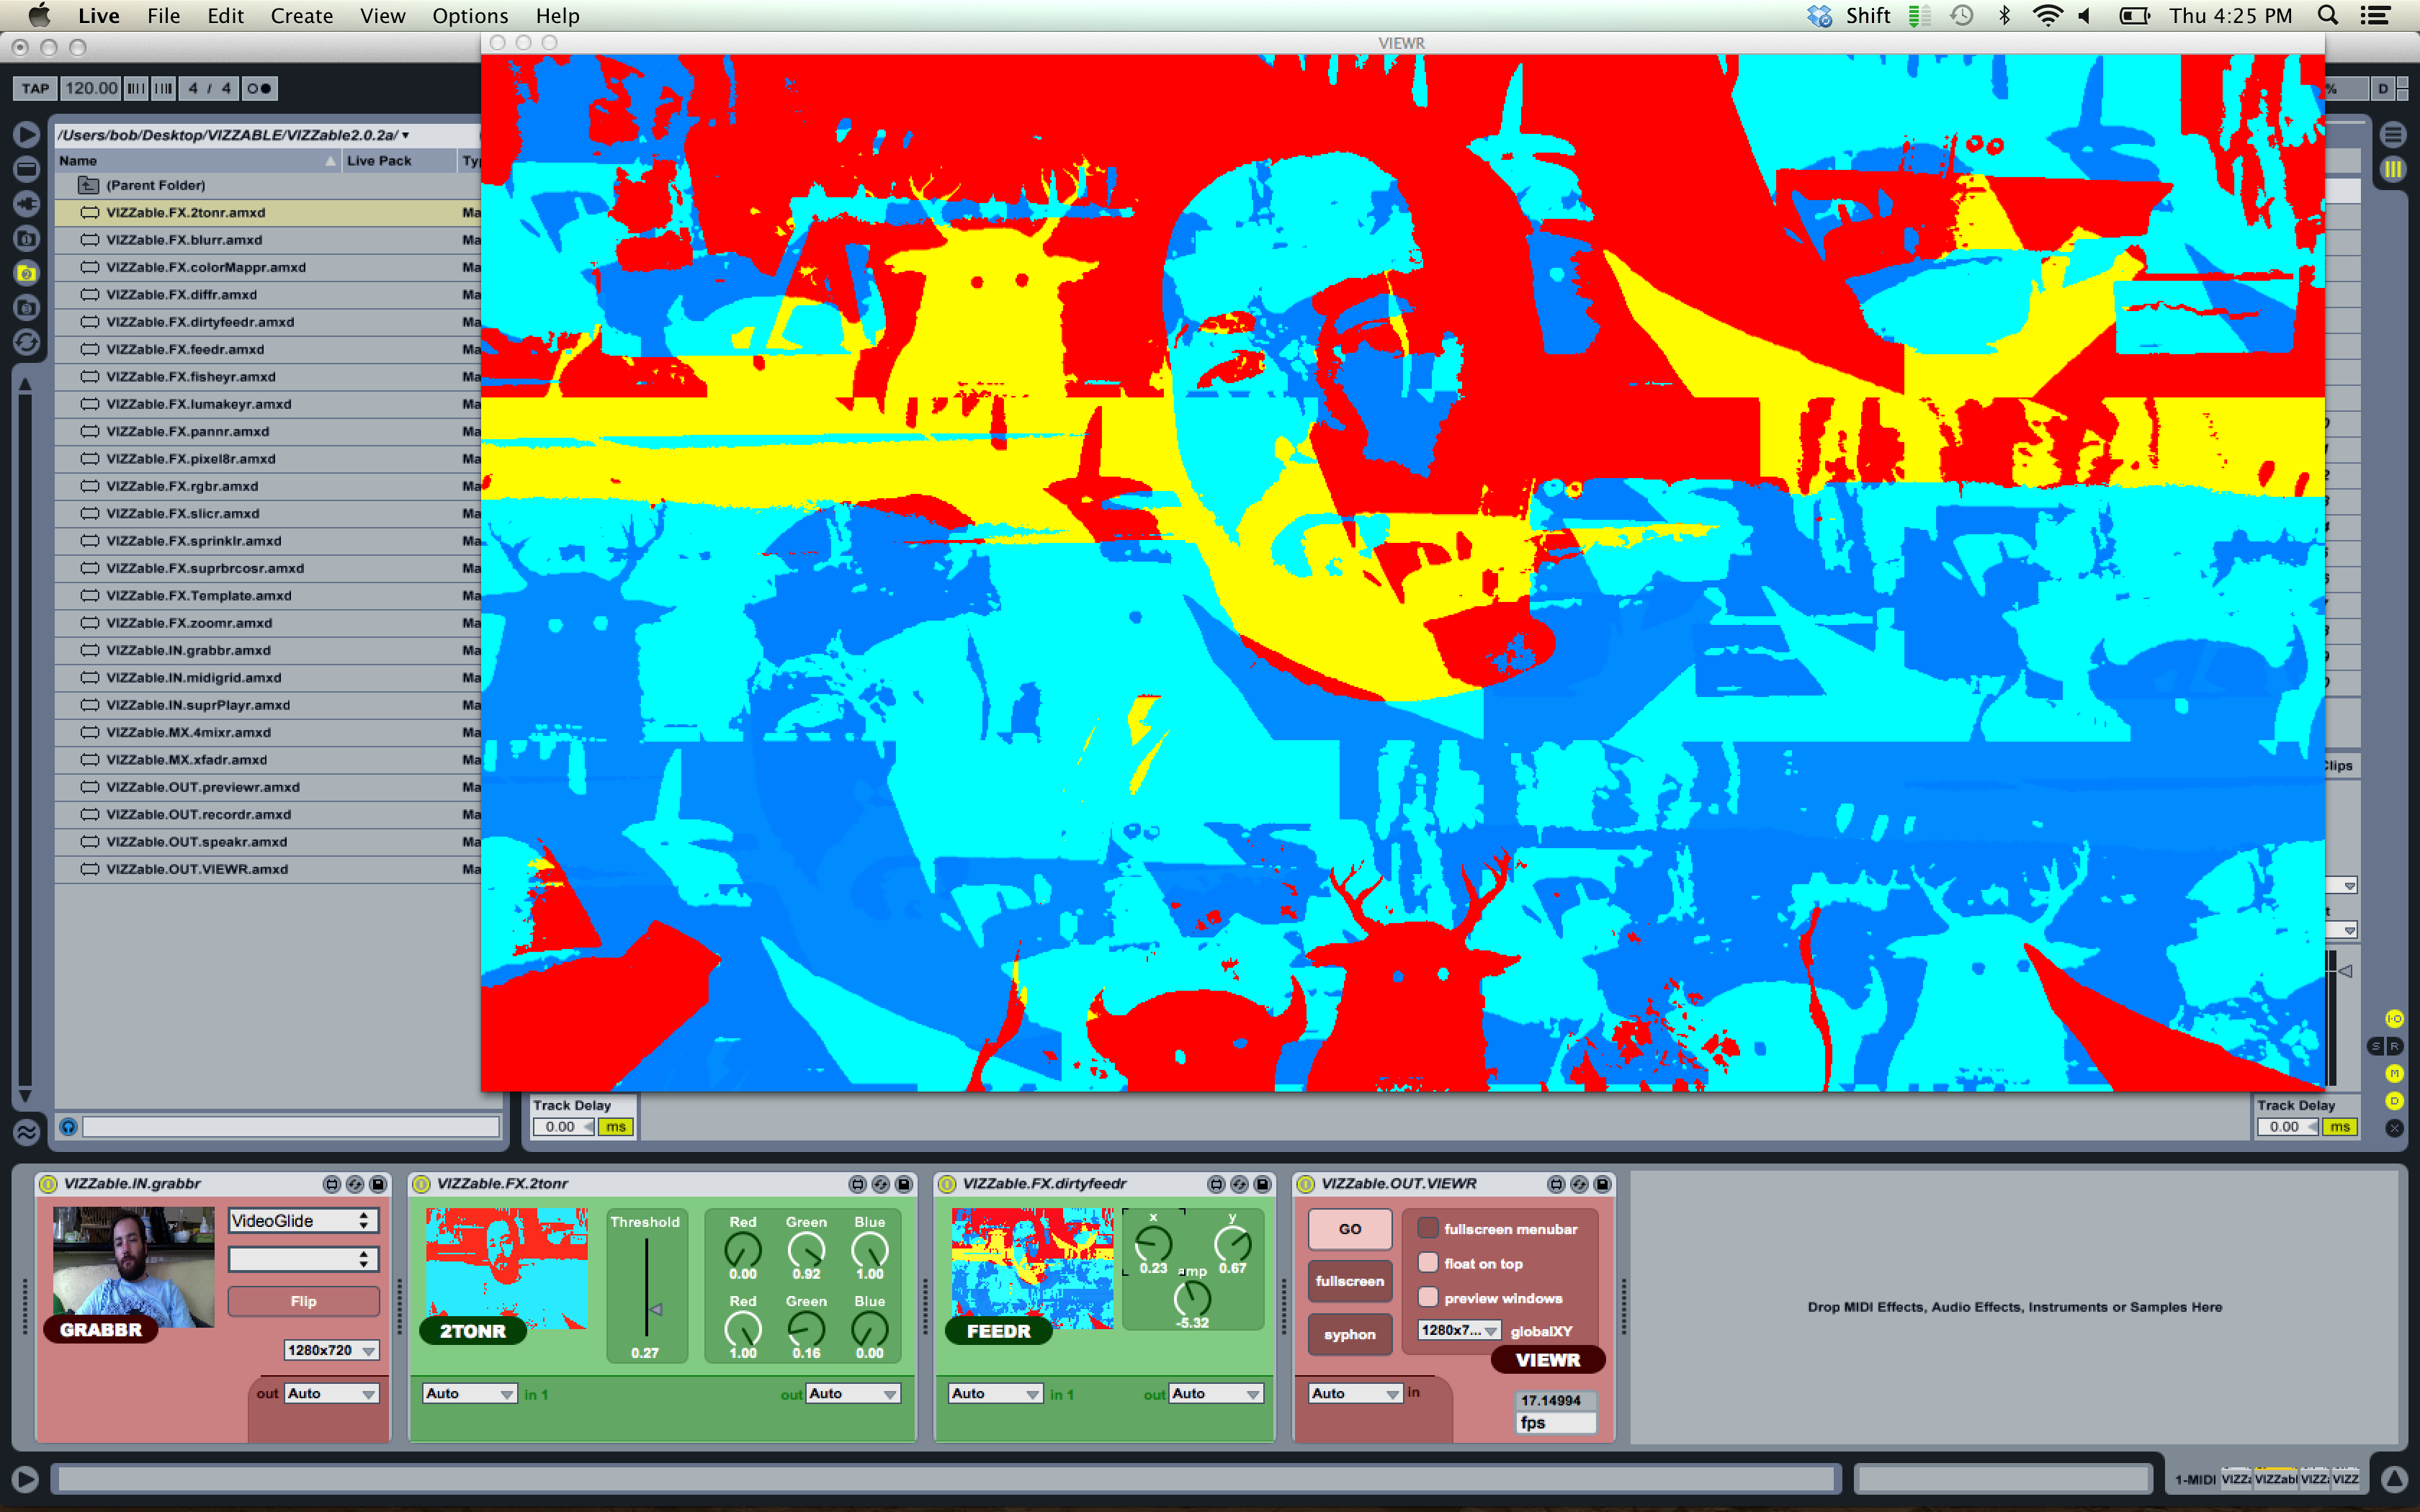 Live File Edit Create View Options Help Shift Thu 4:25 PM
VIEWR
TAP 120.00 4 / 4 % D
/Users/bob/Desktop/VIZZABLE/VIZZable2.0.2a/
Name Live Pack
(Parent Folder)
VIZZable.FX.2tonr.amxd Ma
VIZZable.FX.blurr.amxd Ma
VIZZable.FX.colorMappr.amxd Ma
VIZZable.FX.diffr.amxd Ma
VIZZable.FX.dirtyfeedr.amxd Ma
VIZZable.FX.feedr.amxd Ma
VIZZable.FX.fisheyr.amxd Ma
VIZZable.FX.lumakeyr.amxd Ma
VIZZable.FX.pannr.amxd Ma
VIZZable.FX.pixel8r.amxd Ma
VIZZable.FX.rgbr.amxd Ma
VIZZable.FX.slicr.amxd Ma
VIZZable.FX.sprinklr.amxd Ma
VIZZable.FX.suprbrcosr.amxd Ma
VIZZable.FX.Template.amxd Ma
VIZZable.FX.zoomr.amxd Ma
VIZZable.IN.grabbr.amxd Ma
VIZZable.IN.midigrid.amxd Ma
VIZZable.IN.suprPlayr.amxd Ma
VIZZable.MX.4mixr.amxd Ma
VIZZable.MX.xfadr.amxd Ma
VIZZable.OUT.previewr.amxd Ma
VIZZable.OUT.recordr.amxd Ma
VIZZable.OUT.speakr.amxd Ma
VIZZable.OUT.VIEWR.amxd Ma
I·O
S R
M
D
Track Delay Track Delay
0.00 ms 0.00 ms
VIZZable.IN.grabbr
VideoGlide
Flip
GRABBR
1280x720
out Auto
VIZZable.FX.2tonr
Threshold Red Green Blue
0.00 0.92 1.00
Red Green Blue
2TONR
0.27 1.00 0.16 0.00
Auto in 1 out Auto
VIZZable.FX.dirtyfeedr
x y
0.23 0.67
amp
-5.32
FEEDR
Auto in 1 out Auto
VIZZable.OUT.VIEWR
GO fullscreen menubar
float on top
fullscreen
preview windows
syphon 1280x7... globalXY
VIEWR
Auto in
17.14994
fps
Drop MIDI Effects, Audio Effects, Instruments or Samples Here
1-MIDI VIZZ